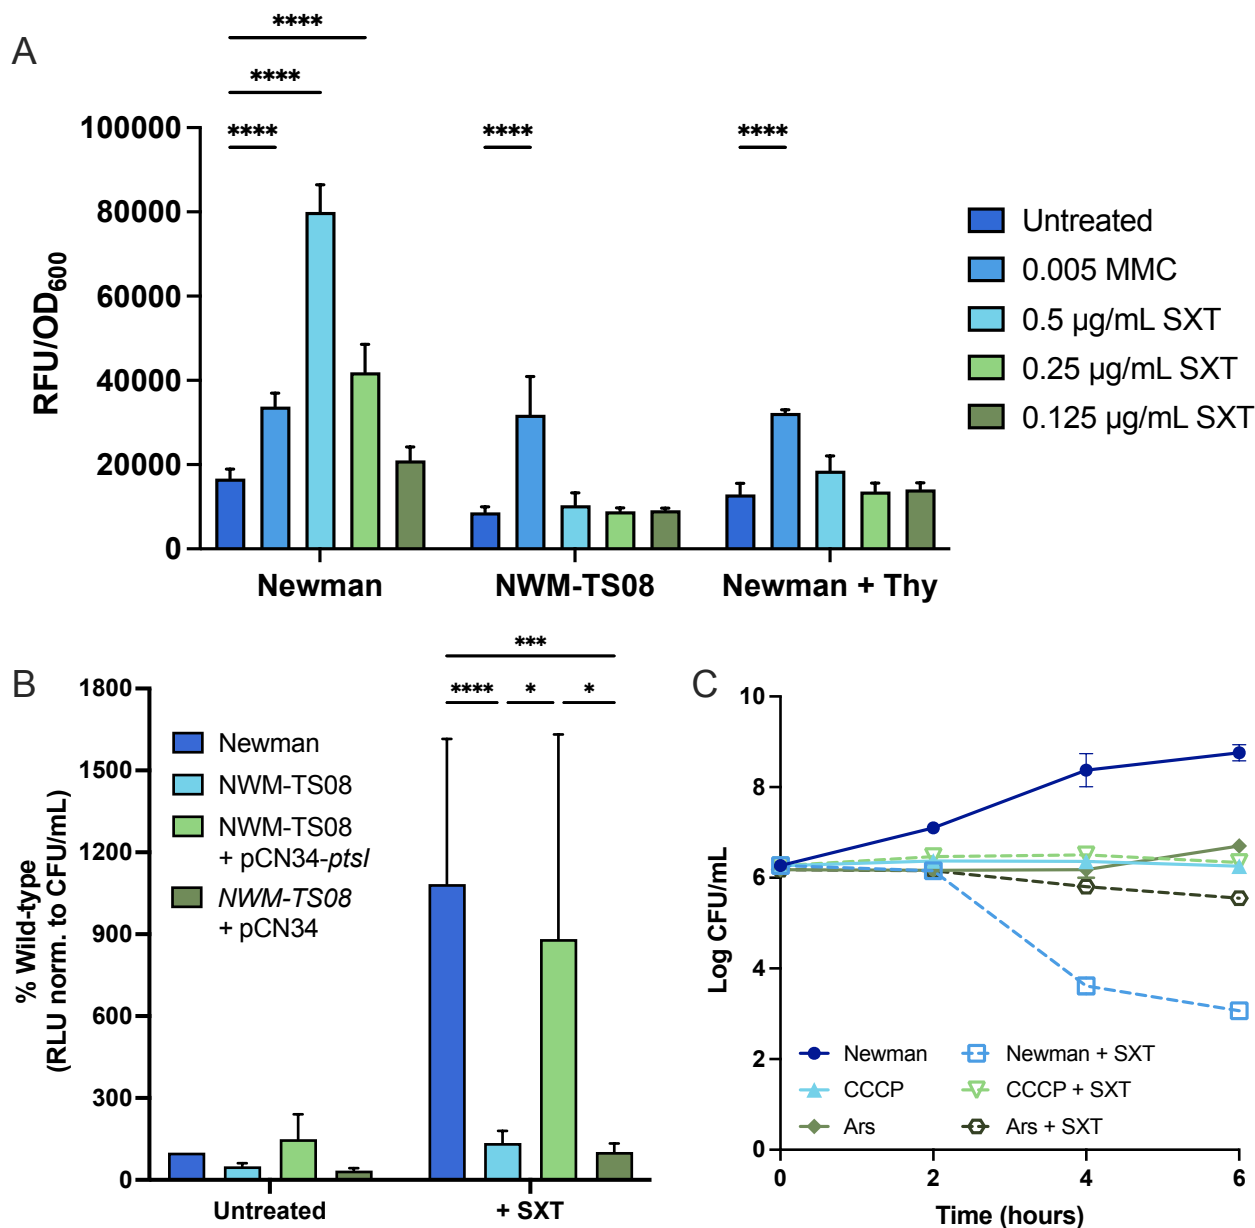 A
****
****
****
****
****
100000
80000
60000
40000
20000
0
RFU/OD600
Newman
NWM-TS08
Newman + Thy
Untreated
0.005 MMC
0.5 µg/mL SXT
0.25 µg/mL SXT
0.125 µg/mL SXT
B
***
****
*
*
1800
1500
1200
900
600
300
0
% Wild-type
(RLU norm. to CFU/mL)
Newman
NWM-TS08
NWM-TS08
+ pCN34-ptsI
NWM-TS08
+ pCN34
Untreated
+ SXT
C
10
8
6
4
2
0
Log CFU/mL
Newman
Newman + SXT
CCCP
CCCP + SXT
Ars
Ars + SXT
0
2
4
6
Time (hours)